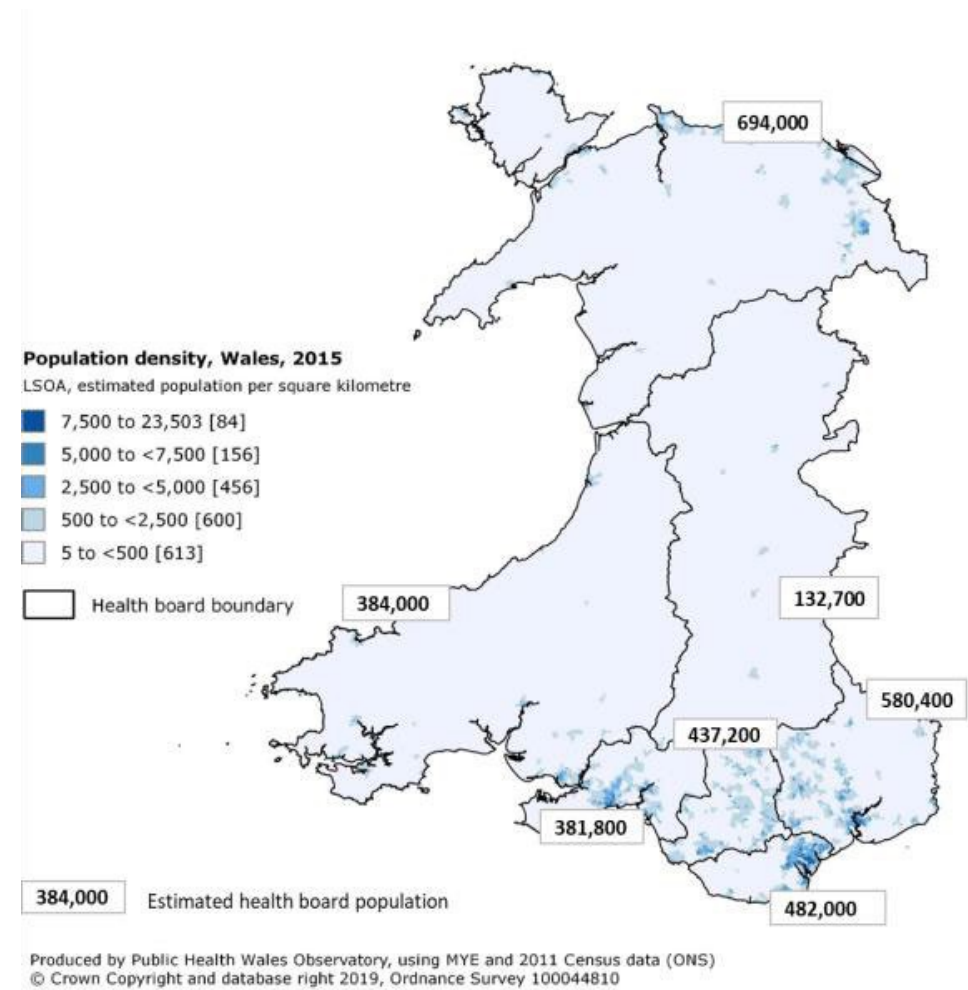 694,000
Population density, Wales, 2015
LSOA, estimated population per square kilometre
7,500 to 23,503 [84]
5,000 to <7,500 [156]
2,500 to <5,000 [456]
500 to <2,500 [600]
5 to <500 [613]
Health board boundary
384,000
132,700
580,400
437,200
381,800
384,000 Estimated health board population
482,000
Produced by Public Health Wales Observatory, using MYE and 2011 Census data (ONS)
© Crown Copyright and database right 2019, Ordnance Survey 100044810